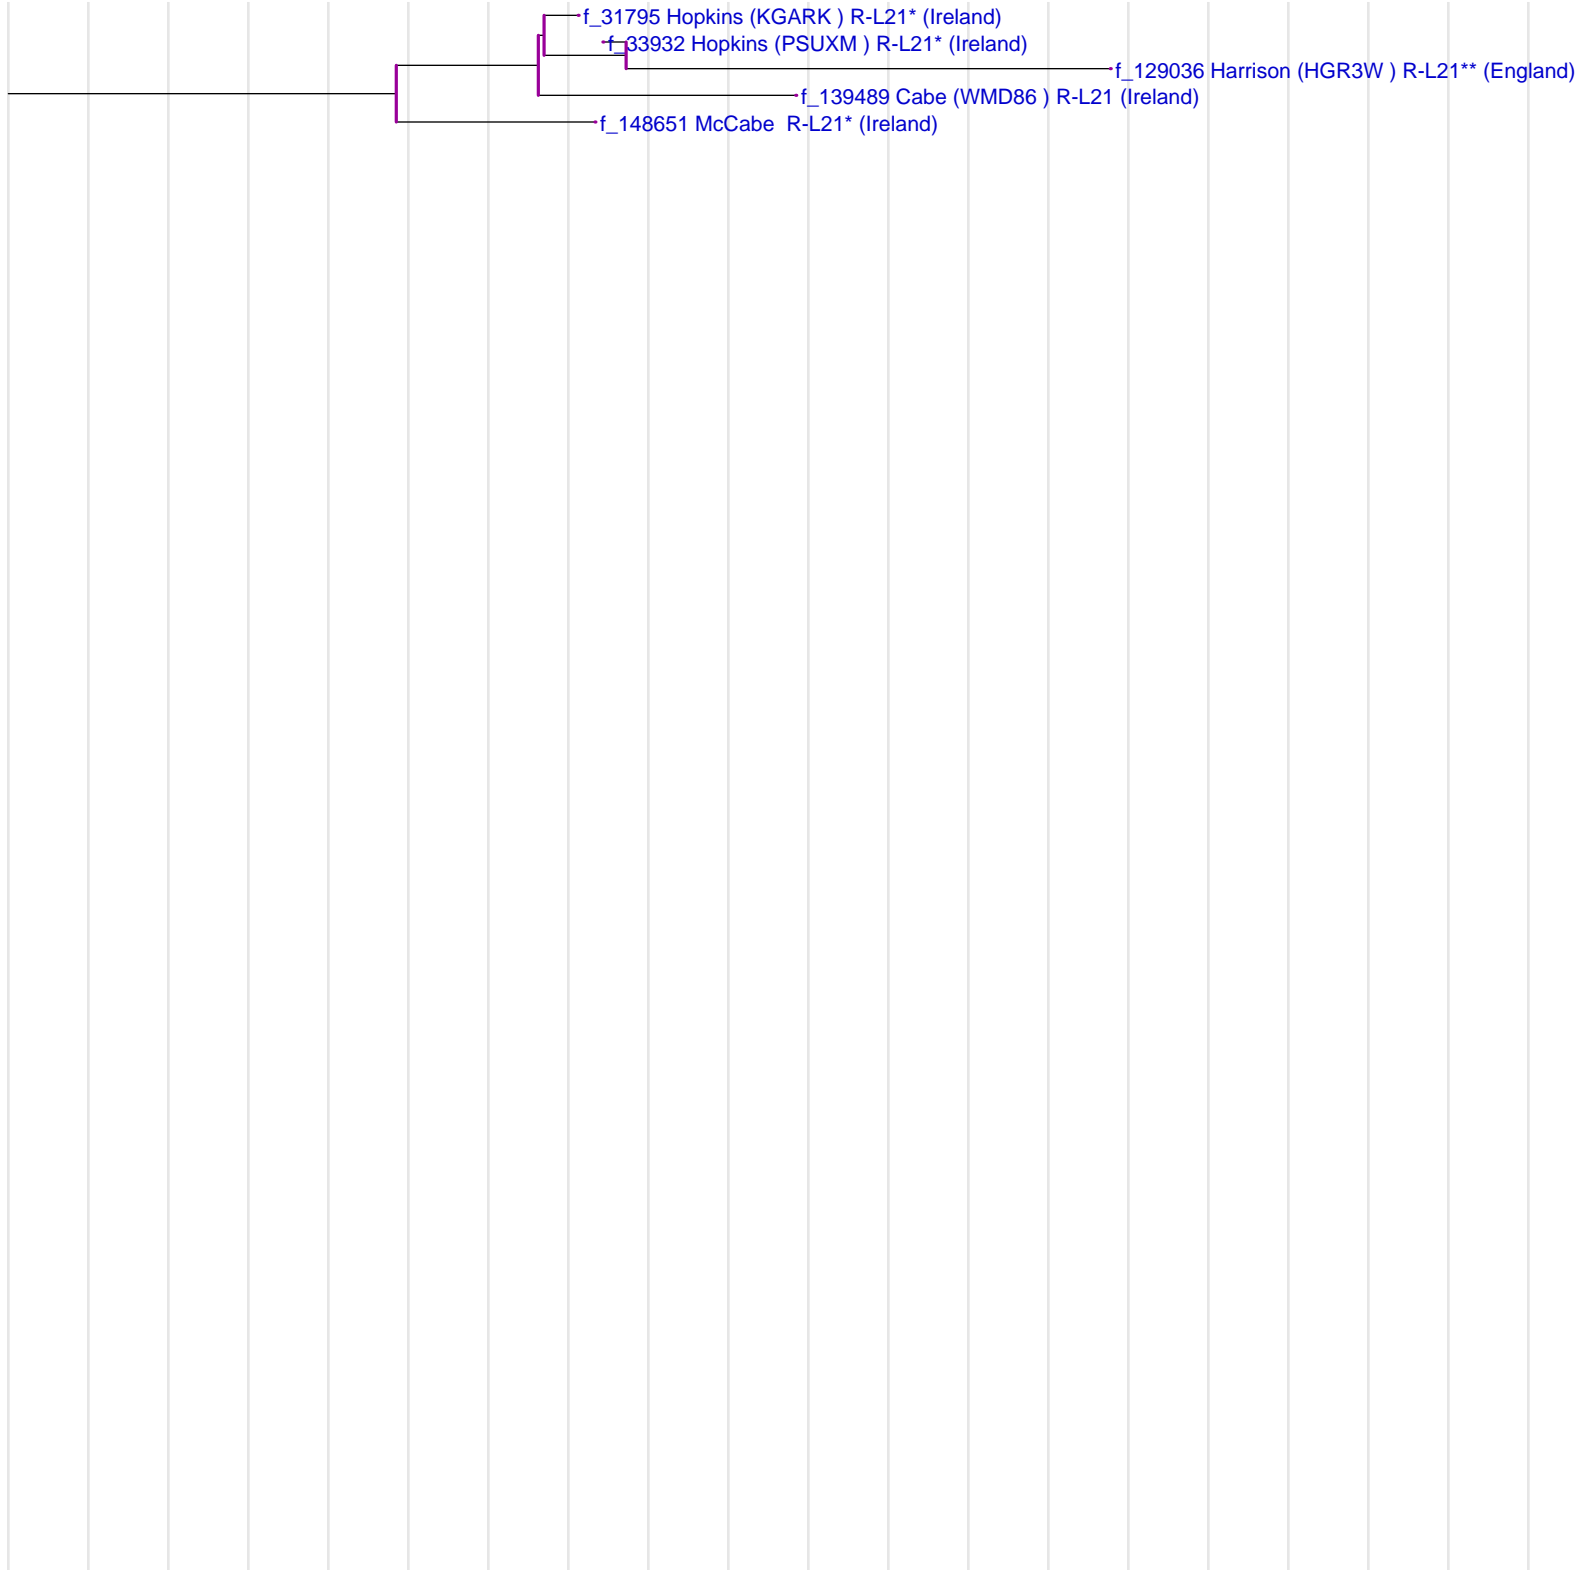 f_31795 Hopkins (KGARK ) R-L21* (Ireland)
f_33932 Hopkins (PSUXM ) R-L21* (Ireland)
f_129036 Harrison (HGR3W ) R-L21** (England)
f_139489 Cabe (WMD86 ) R-L21 (Ireland)
f_148651 McCabe  R-L21* (Ireland)